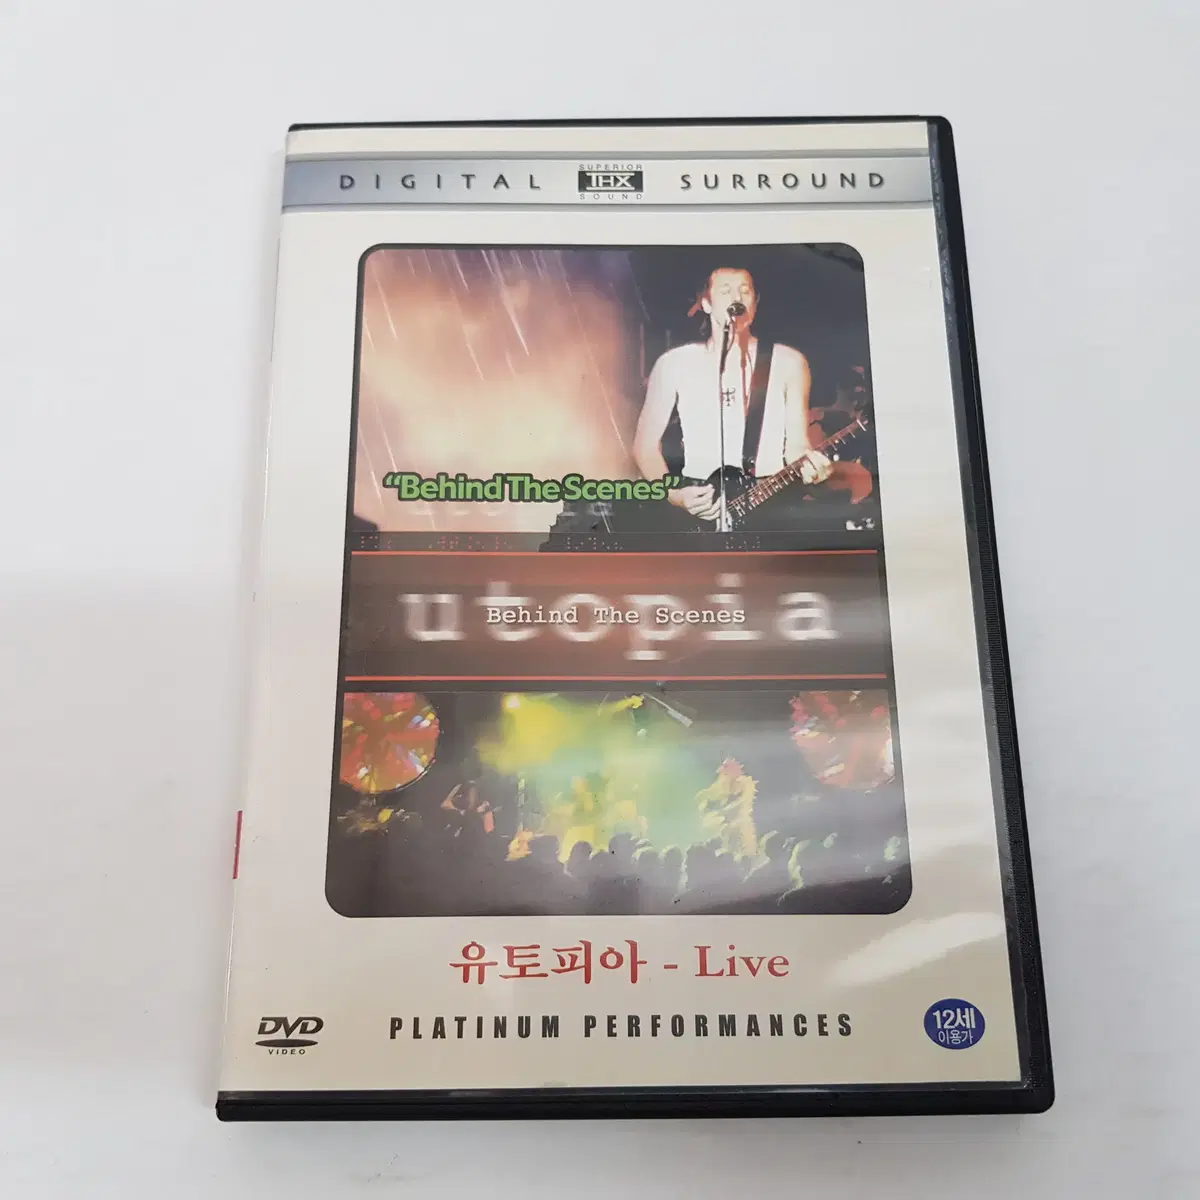 DIGITAL SUPERIOR THX SOUND SURROUND
"Behind The Scenes"
utopia
utopia
Behind The Scenes
유토피아 - Live
DVD VIDEO
PLATINUM PERFORMANCES
12세 이용가